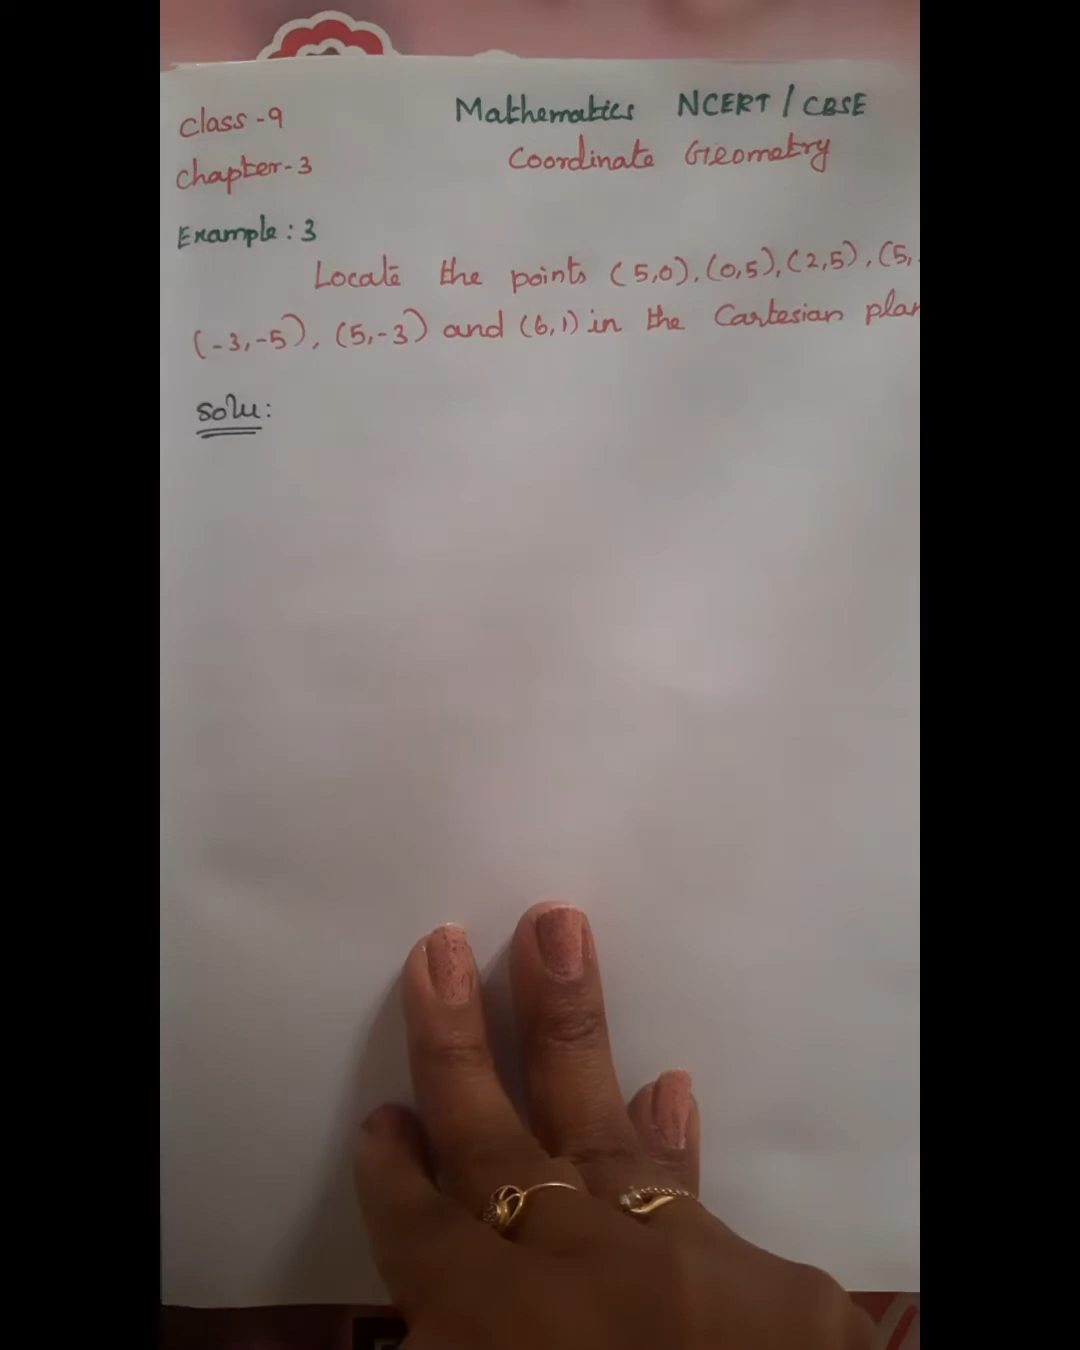 Class-9
Mathematics NCERT / CBSE
Chapter-3
Coordinate Geometry
Example: 3
Locate the points (5,0), (0,5), (2,5), (5,
(-3,-5), (5,-3) and (6,1) in the Cartesian plan
Solu: